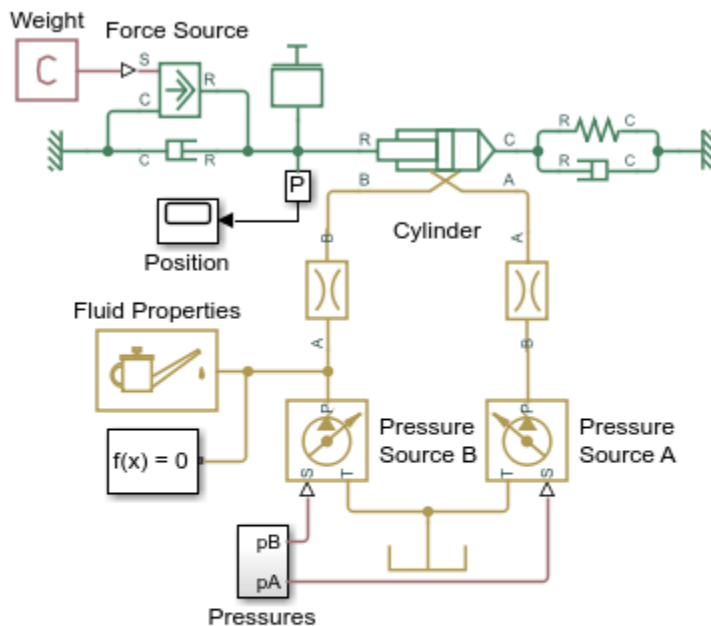 Weight
Force Source
C
S
R
C
C
R
R
C
R
C
R
C
P
B
A
Position
Cylinder
B
A
Fluid Properties
A
B
P
P
Pressure
Source B
Pressure
Source A
f(x) = 0
S
T
T
S
pB
pA
Pressures